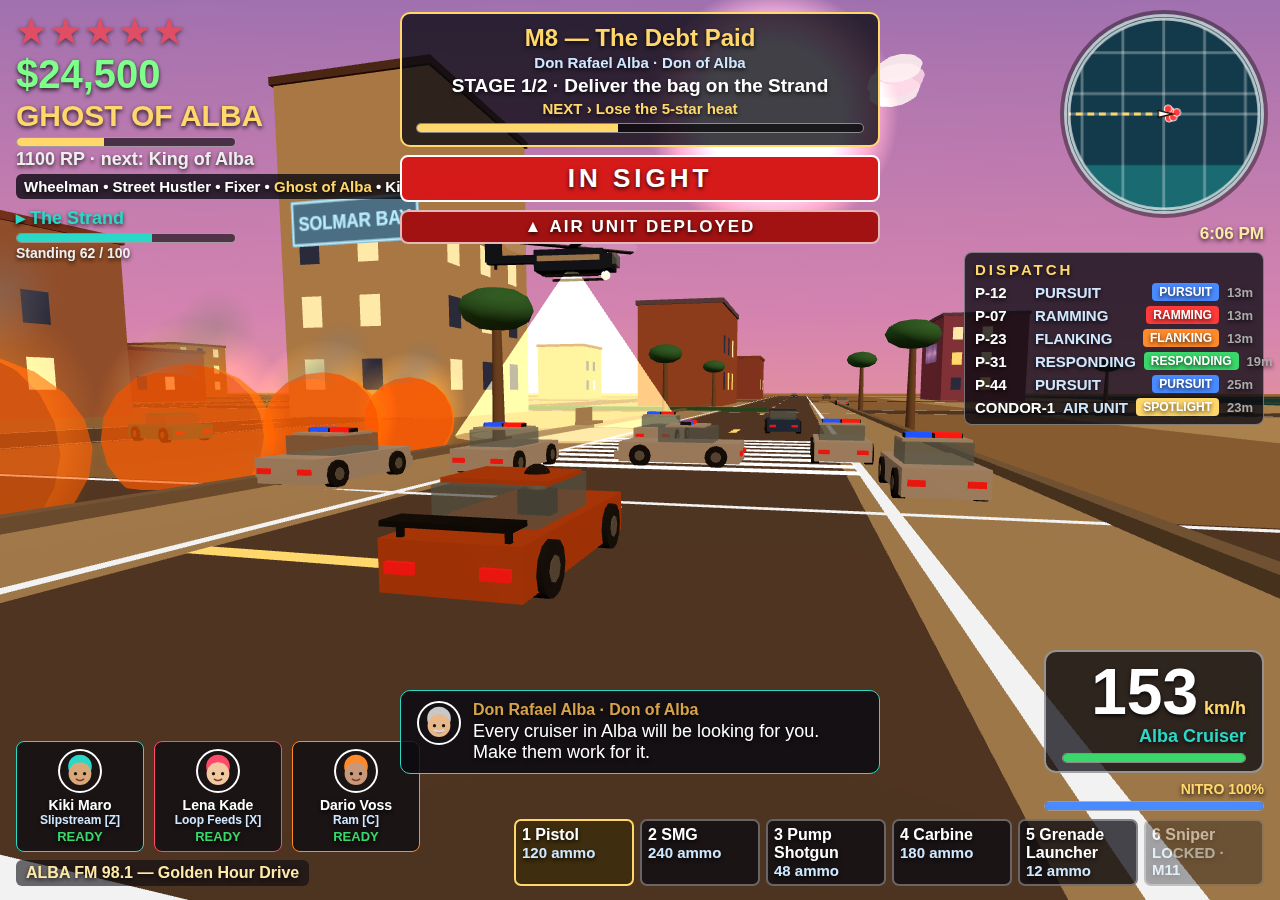 $24,500
GHOST OF ALBA
1100 RP · next: King of Alba
Wheelman • Street Hustler • Fixer • Ghost of Alba • Ki
▸ The Strand
Standing 62 / 100
M8 — The Debt Paid
Don Rafael Alba · Don of Alba
STAGE 1/2 · Deliver the bag on the Strand
NEXT › Lose the 5-star heat
IN SIGHT
▲ AIR UNIT DEPLOYED
SOLMAR BAY
6:06 PM
DISPATCH
P-12 PURSUIT PURSUIT 13m
P-07 RAMMING RAMMING 13m
P-23 FLANKING FLANKING 13m
P-31 RESPONDING RESPONDING 19m
P-44 PURSUIT PURSUIT 25m
CONDOR-1 AIR UNIT SPOTLIGHT 23m
153 km/h
Alba Cruiser
NITRO 100%
Don Rafael Alba · Don of Alba
Every cruiser in Alba will be looking for you.
Make them work for it.
Kiki Maro
Slipstream [Z]
READY
Lena Kade
Loop Feeds [X]
READY
Dario Voss
Ram [C]
READY
ALBA FM 98.1 — Golden Hour Drive
1 Pistol
120 ammo
2 SMG
240 ammo
3 Pump
Shotgun
48 ammo
4 Carbine
180 ammo
5 Grenade
Launcher
12 ammo
6 Sniper
LOCKED ·
M11